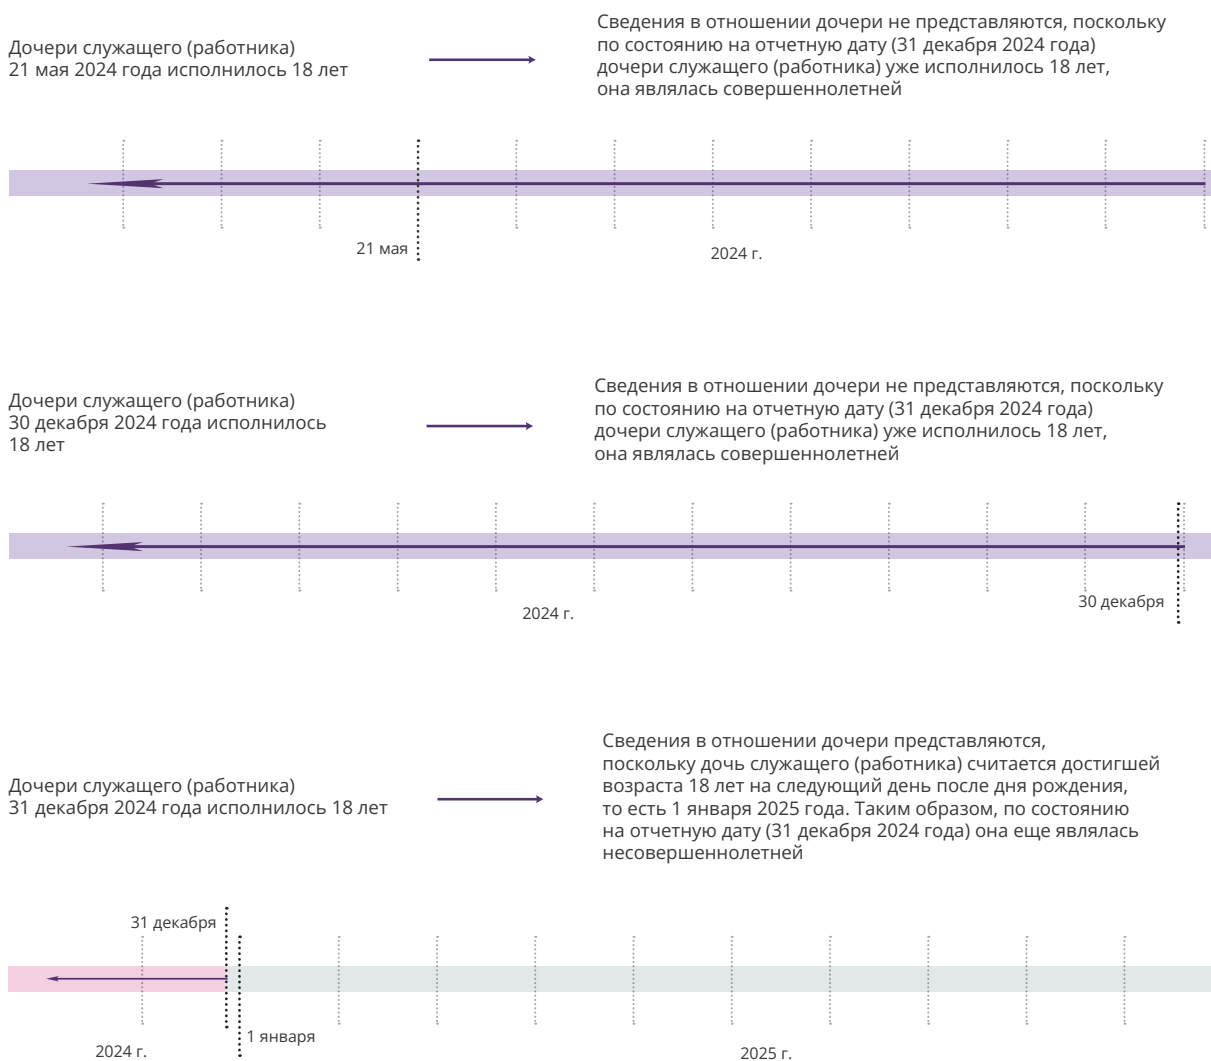 Дочери служащего (работника)
21 мая 2024 года исполнилось 18 лет
Сведения в отношении дочери не представляются, поскольку
по состоянию на отчетную дату (31 декабря 2024 года)
дочери служащего (работника) уже исполнилось 18 лет,
она являлась совершеннолетней
21 мая
2024 г.
Дочери служащего (работника)
30 декабря 2024 года исполнилось
18 лет
Сведения в отношении дочери не представляются, поскольку
по состоянию на отчетную дату (31 декабря 2024 года)
дочери служащего (работника) уже исполнилось 18 лет,
она являлась совершеннолетней
30 декабря
2024 г.
Дочери служащего (работника)
31 декабря 2024 года исполнилось 18 лет
Сведения в отношении дочери представляются,
поскольку дочь служащего (работника) считается достигшей
возраста 18 лет на следующий день после дня рождения,
то есть 1 января 2025 года. Таким образом, по состоянию
на отчетную дату (31 декабря 2024 года) она еще являлась
несовершеннолетней
31 декабря
1 января
2024 г.
2025 г.